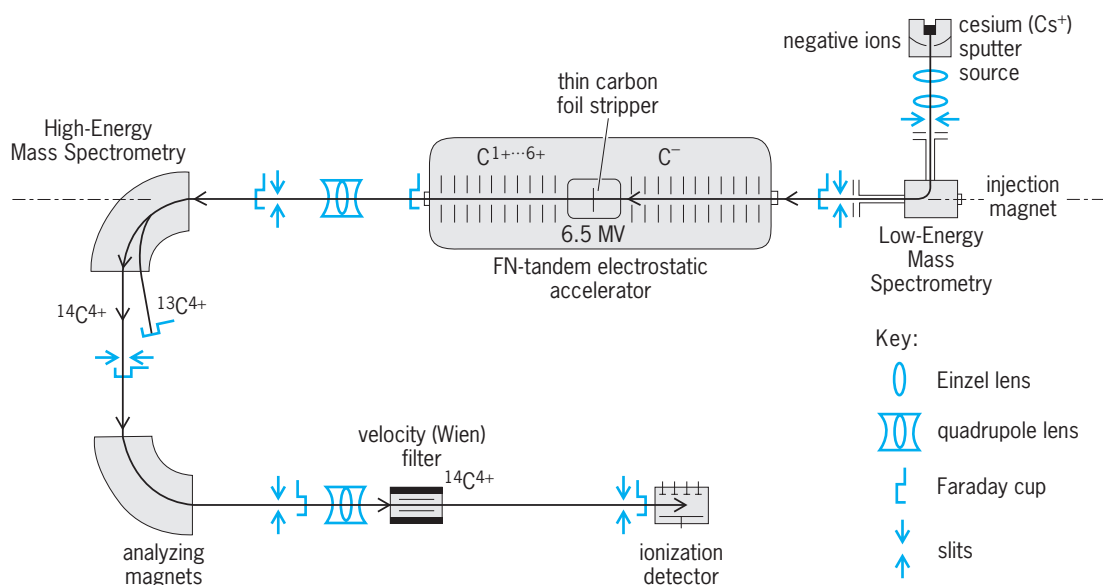 negative ions
cesium (Cs⁺)
sputter
source
thin carbon
foil stripper
High-Energy
Mass Spectrometry
C¹⁺···⁶⁺
C⁻
injection
magnet
6.5 MV
Low-Energy
Mass
Spectrometry
FN-tandem electrostatic
accelerator
¹⁴C⁴⁺
¹³C⁴⁺
Key:
Einzel lens
quadrupole lens
Faraday cup
slits
velocity (Wien)
filter
¹⁴C⁴⁺
analyzing
magnets
ionization
detector